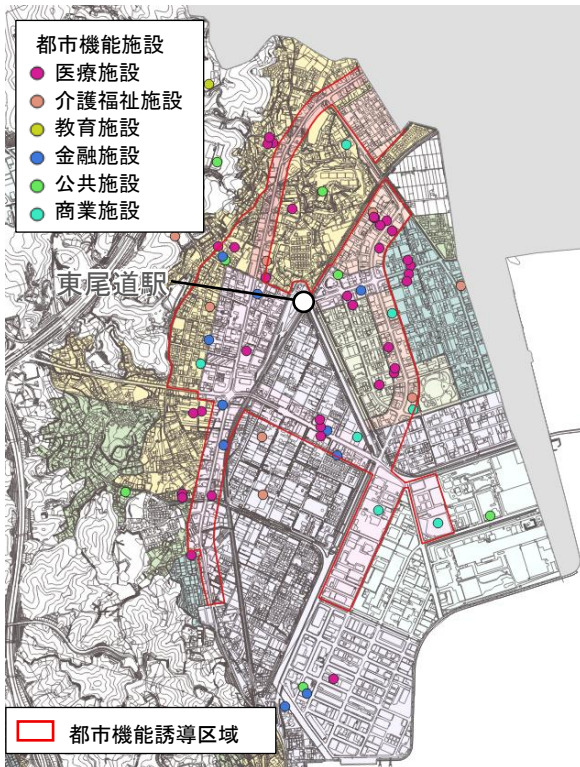 都市機能施設
医療施設
介護福祉施設
教育施設
金融施設
公共施設
商業施設
東尾道駅
都市機能誘導区域